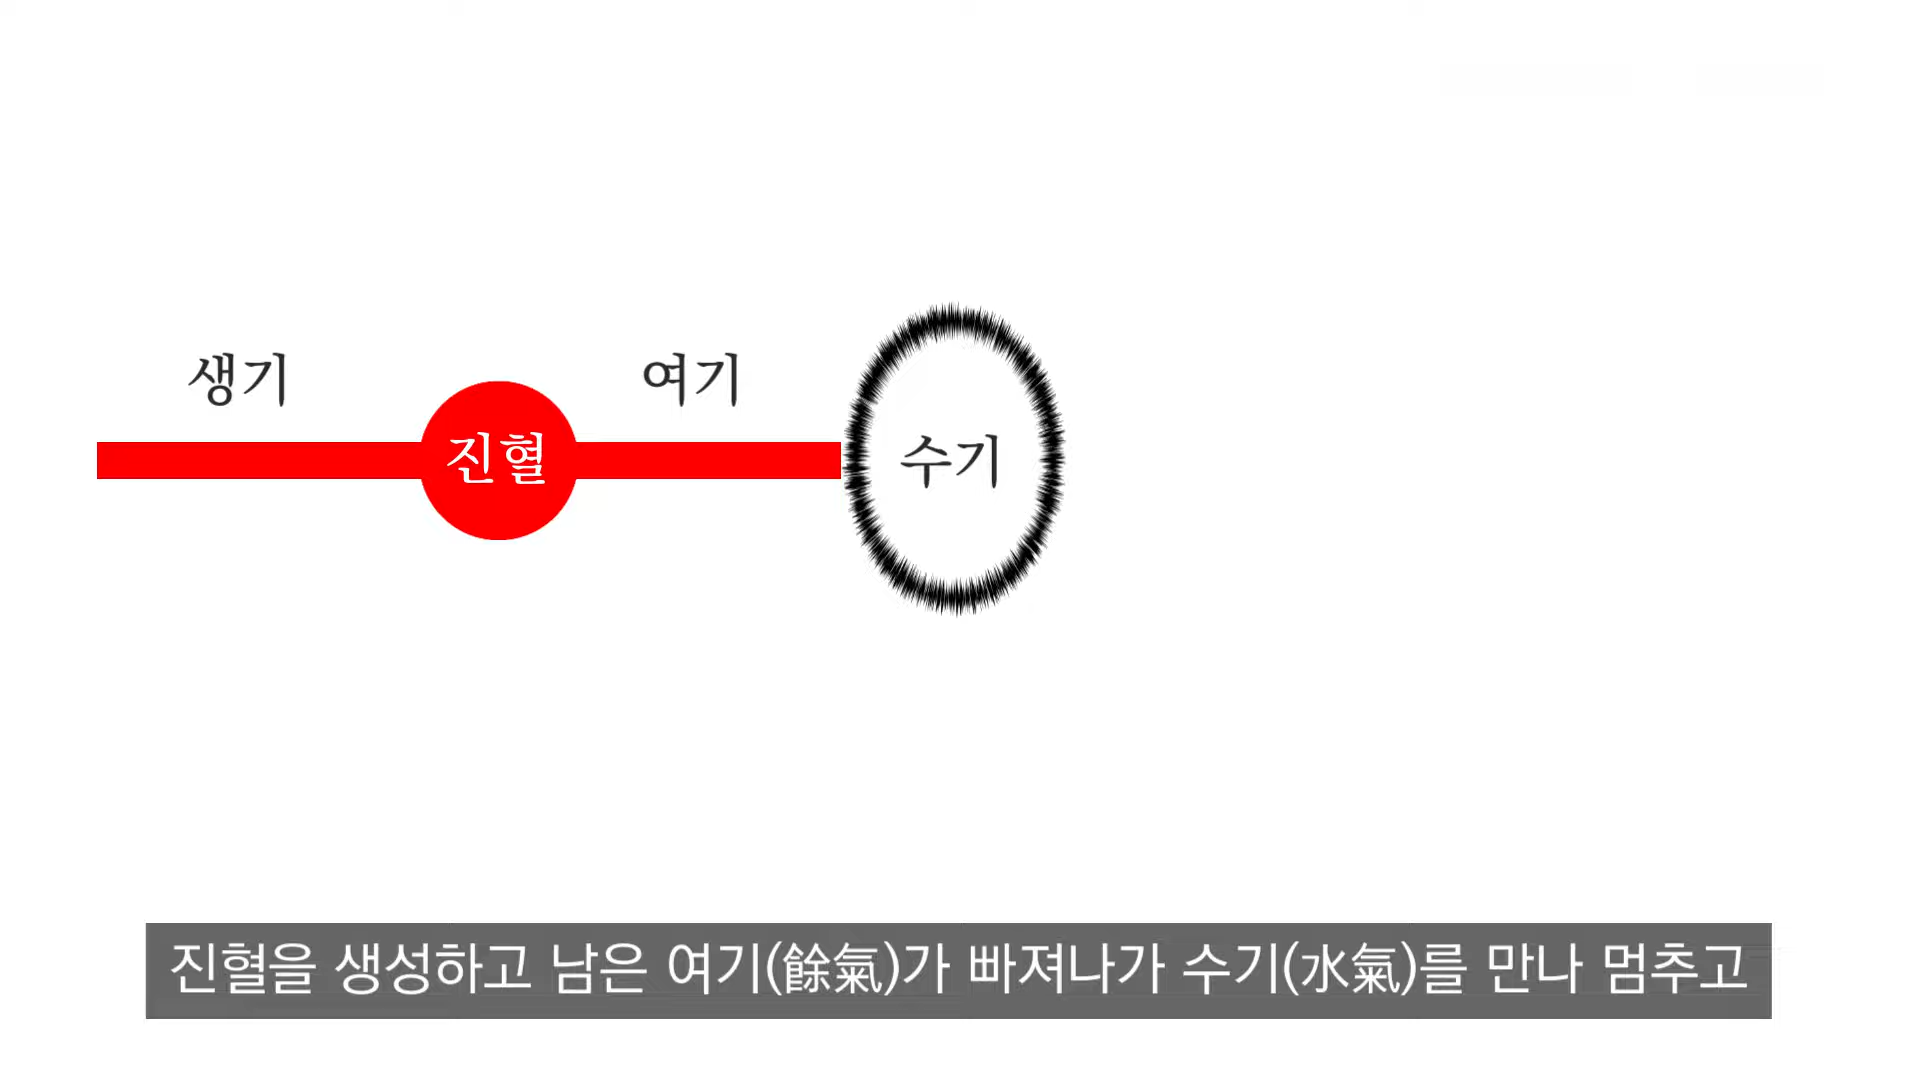 생기
여기
진혈
수기
진혈을 생성하고 남은 여기(餘氣)가 빠져나가 수기(水氣)를 만나 멈추고